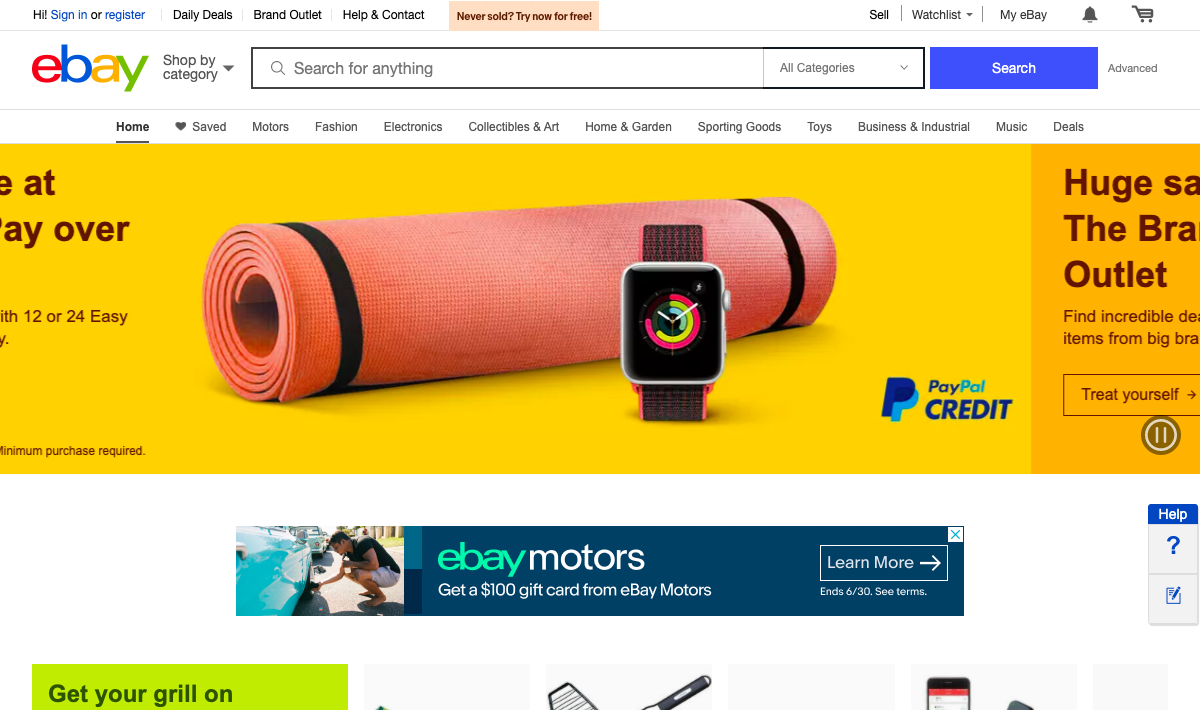 Hi! Sign in or register
Daily Deals
Brand Outlet
Help & Contact
Never sold? Try now for free!
Sell
Watchlist
My eBay
ebay
Shop by
category
Search for anything
All Categories
Search
Advanced
Home
Saved
Motors
Fashion
Electronics
Collectibles & Art
Home & Garden
Sporting Goods
Toys
Business & Industrial
Music
Deals
e at
Pay over
ith 12 or 24 Easy
y.
Minimum purchase required.
PayPal
CREDIT
Huge sa
The Bra
Outlet
Find incredible dea
items from big bra
Treat yourself
Help
?
ebay motors
Get a $100 gift card from eBay Motors
Learn More
Ends 6/30. See terms.
Get your grill on